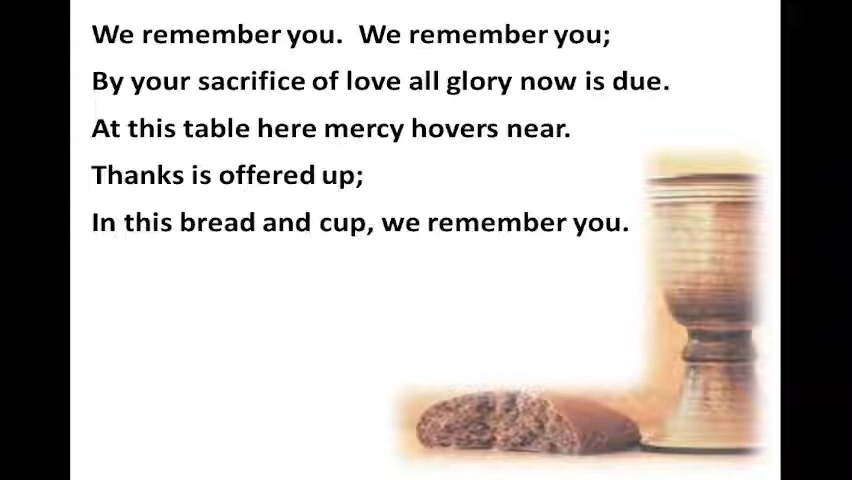 We remember you.  We remember you;
By your sacrifice of love all glory now is due.
At this table here mercy hovers near.
Thanks is offered up;
In this bread and cup, we remember you.